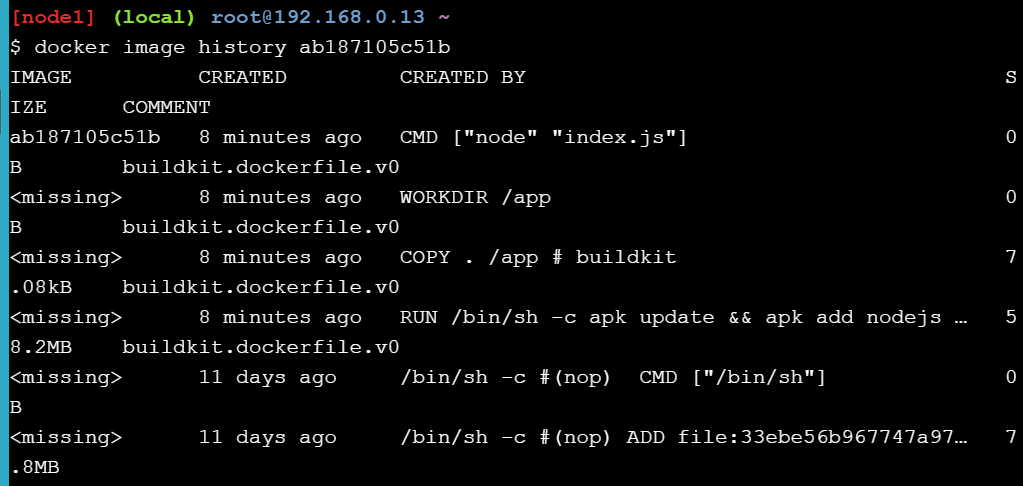 [node1] (local) root@192.168.0.13 ~
$ docker image history ab187105c51b
IMAGE          CREATED         CREATED BY                                      S
IZE      COMMENT
ab187105c51b   8 minutes ago   CMD ["node" "index.js"]                         0
B        buildkit.dockerfile.v0
<missing>      8 minutes ago   WORKDIR /app                                    0
B        buildkit.dockerfile.v0
<missing>      8 minutes ago   COPY . /app # buildkit                          7
.08kB    buildkit.dockerfile.v0
<missing>      8 minutes ago   RUN /bin/sh -c apk update && apk add nodejs …   5
8.2MB    buildkit.dockerfile.v0
<missing>      11 days ago     /bin/sh -c #(nop)  CMD ["/bin/sh"]              0
B
<missing>      11 days ago     /bin/sh -c #(nop) ADD file:33ebe56b967747a97…   7
.8MB